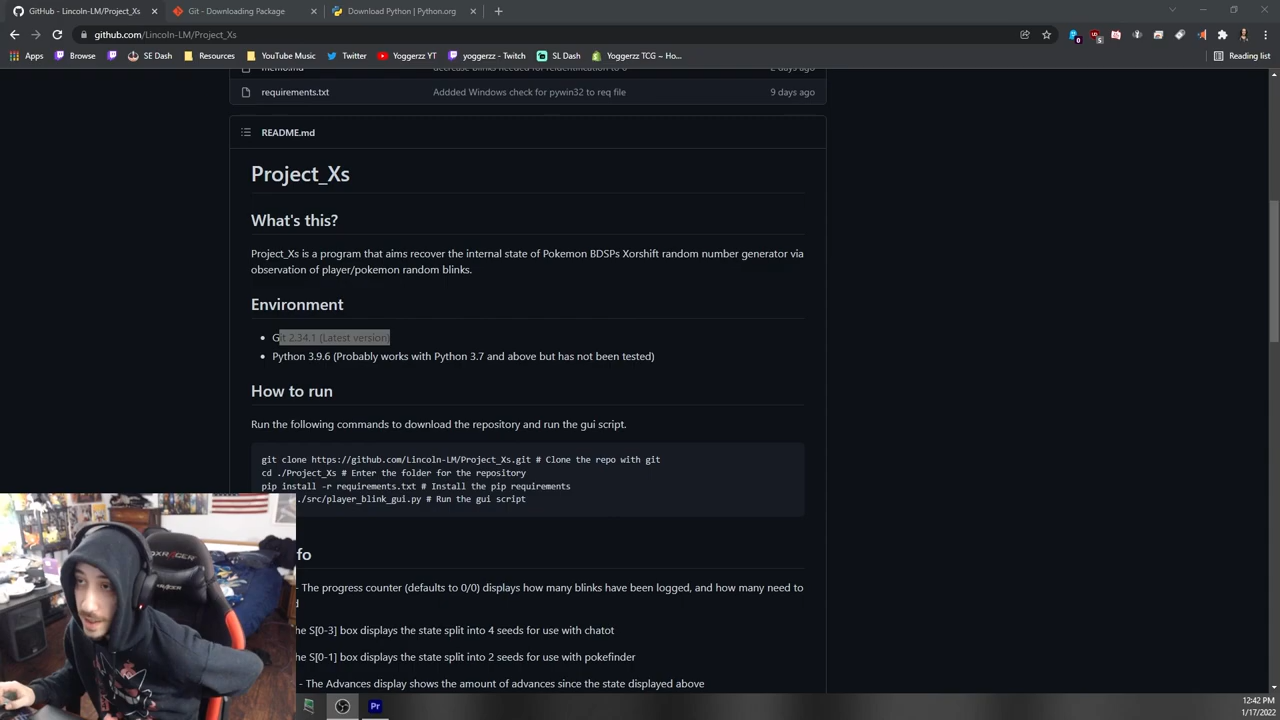 GitHub - Lincoln-LM/Project_Xs
Git - Downloading Package
Download Python | Python.org
github.com/Lincoln-LM/Project_Xs
Apps
Browse
SE Dash
Resources
YouTube Music
Twitter
Yoggerzz YT
yoggerzz - Twitch
SL Dash
Yoggerzz TCG – Ho...
Reading list
requirements.txt
Addded Windows check for pywin32 to req file
9 days ago
README.md
Project_Xs
What's this?
Project_Xs is a program that aims recover the internal state of Pokemon BDSPs Xorshift random number generator via
observation of player/pokemon random blinks.
Environment
Git 2.34.1 (Latest version)
Python 3.9.6 (Probably works with Python 3.7 and above but has not been tested)
How to run
Run the following commands to download the repository and run the gui script.
git clone https://github.com/Lincoln-LM/Project_Xs.git # Clone the repo with git
cd ./Project_Xs # Enter the folder for the repository
pip install -r requirements.txt # Install the pip requirements
./src/player_blink_gui.py # Run the gui script
fo
- The progress counter (defaults to 0/0) displays how many blinks have been logged, and how many need to
he S[0-3] box displays the state split into 4 seeds for use with chatot
he S[0-1] box displays the state split into 2 seeds for use with pokefinder
- The Advances display shows the amount of advances since the state displayed above
Pr
12:42 PM
1/17/2022